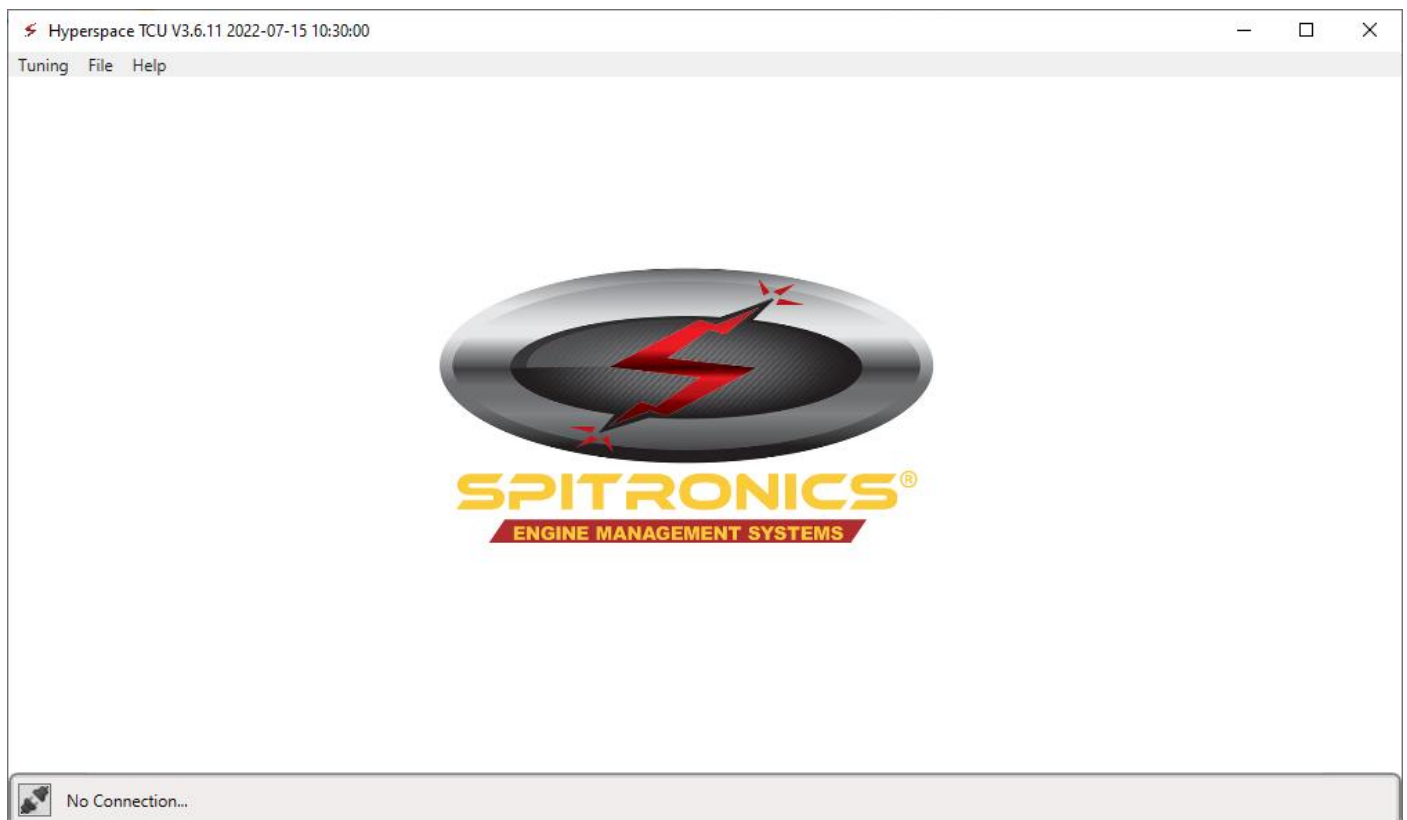 Hyperspace TCU V3.6.11 2022-07-15 10:30:00
Tuning File Help
SPITRONICS®
ENGINE MANAGEMENT SYSTEMS
No Connection...